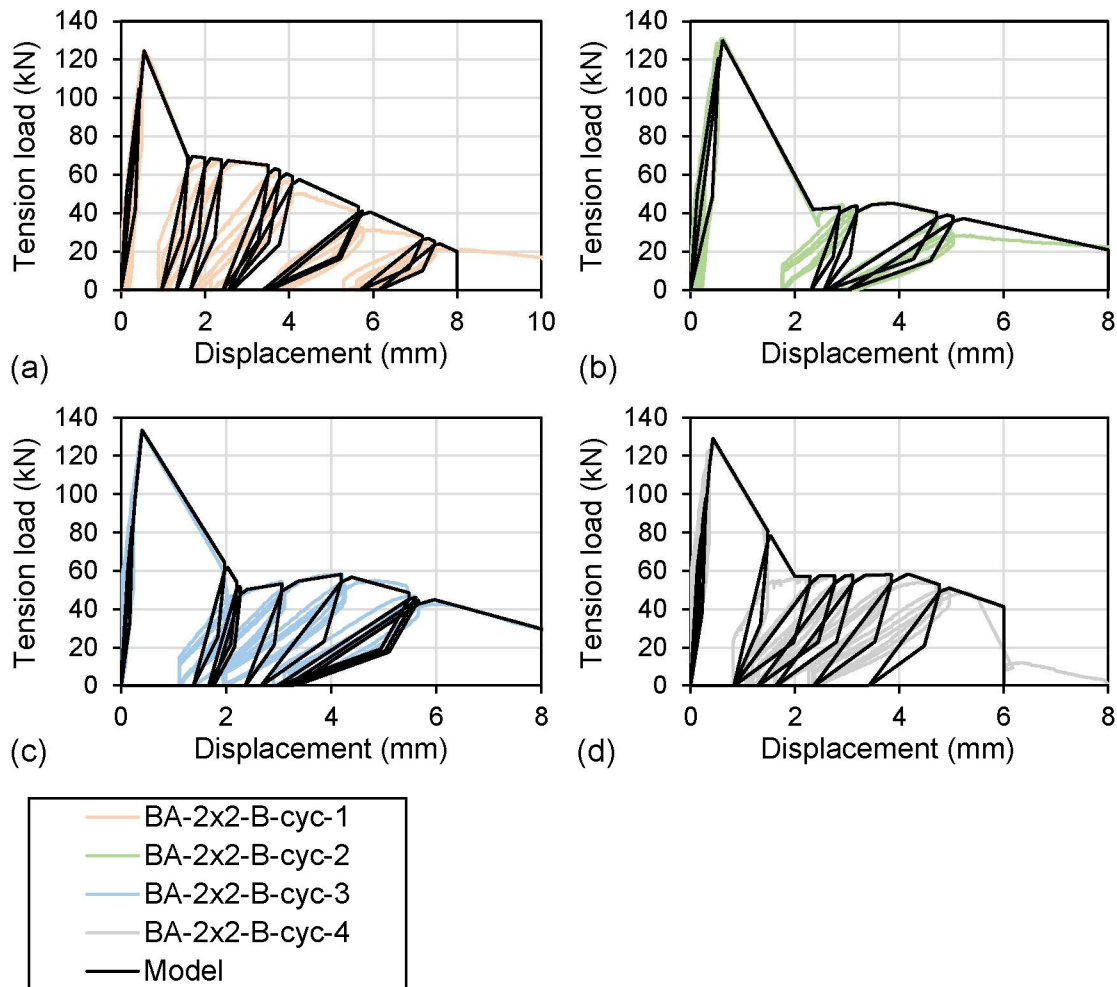 140
120
100
80
60
40
20
0
Tension load (kN)
0 2 4 6 8 10
Displacement (mm)
(a)
140
120
100
80
60
40
20
0
Tension load (kN)
0 2 4 6 8
Displacement (mm)
(b)
140
120
100
80
60
40
20
0
Tension load (kN)
0 2 4 6 8
Displacement (mm)
(c)
140
120
100
80
60
40
20
0
Tension load (kN)
0 2 4 6 8
Displacement (mm)
(d)
BA-2x2-B-cyc-1
BA-2x2-B-cyc-2
BA-2x2-B-cyc-3
BA-2x2-B-cyc-4
Model